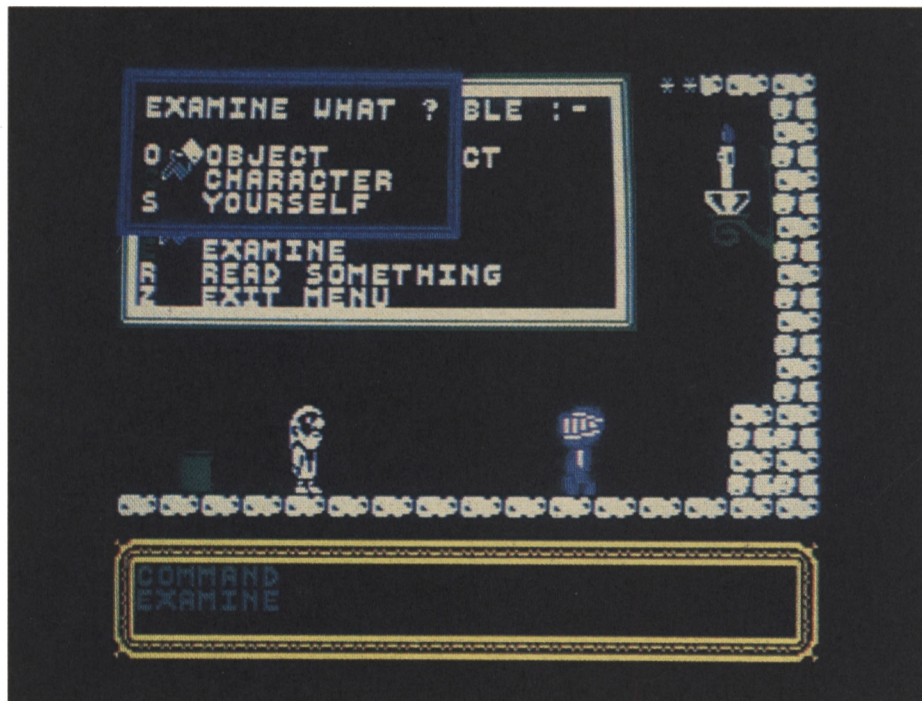 EXAMINE WHAT ?
O OBJECT
CHARACTER
S YOURSELF
BLE :-
CT
EXAMINE
R READ SOMETHING
Z EXIT MENU
COMMAND
EXAMINE